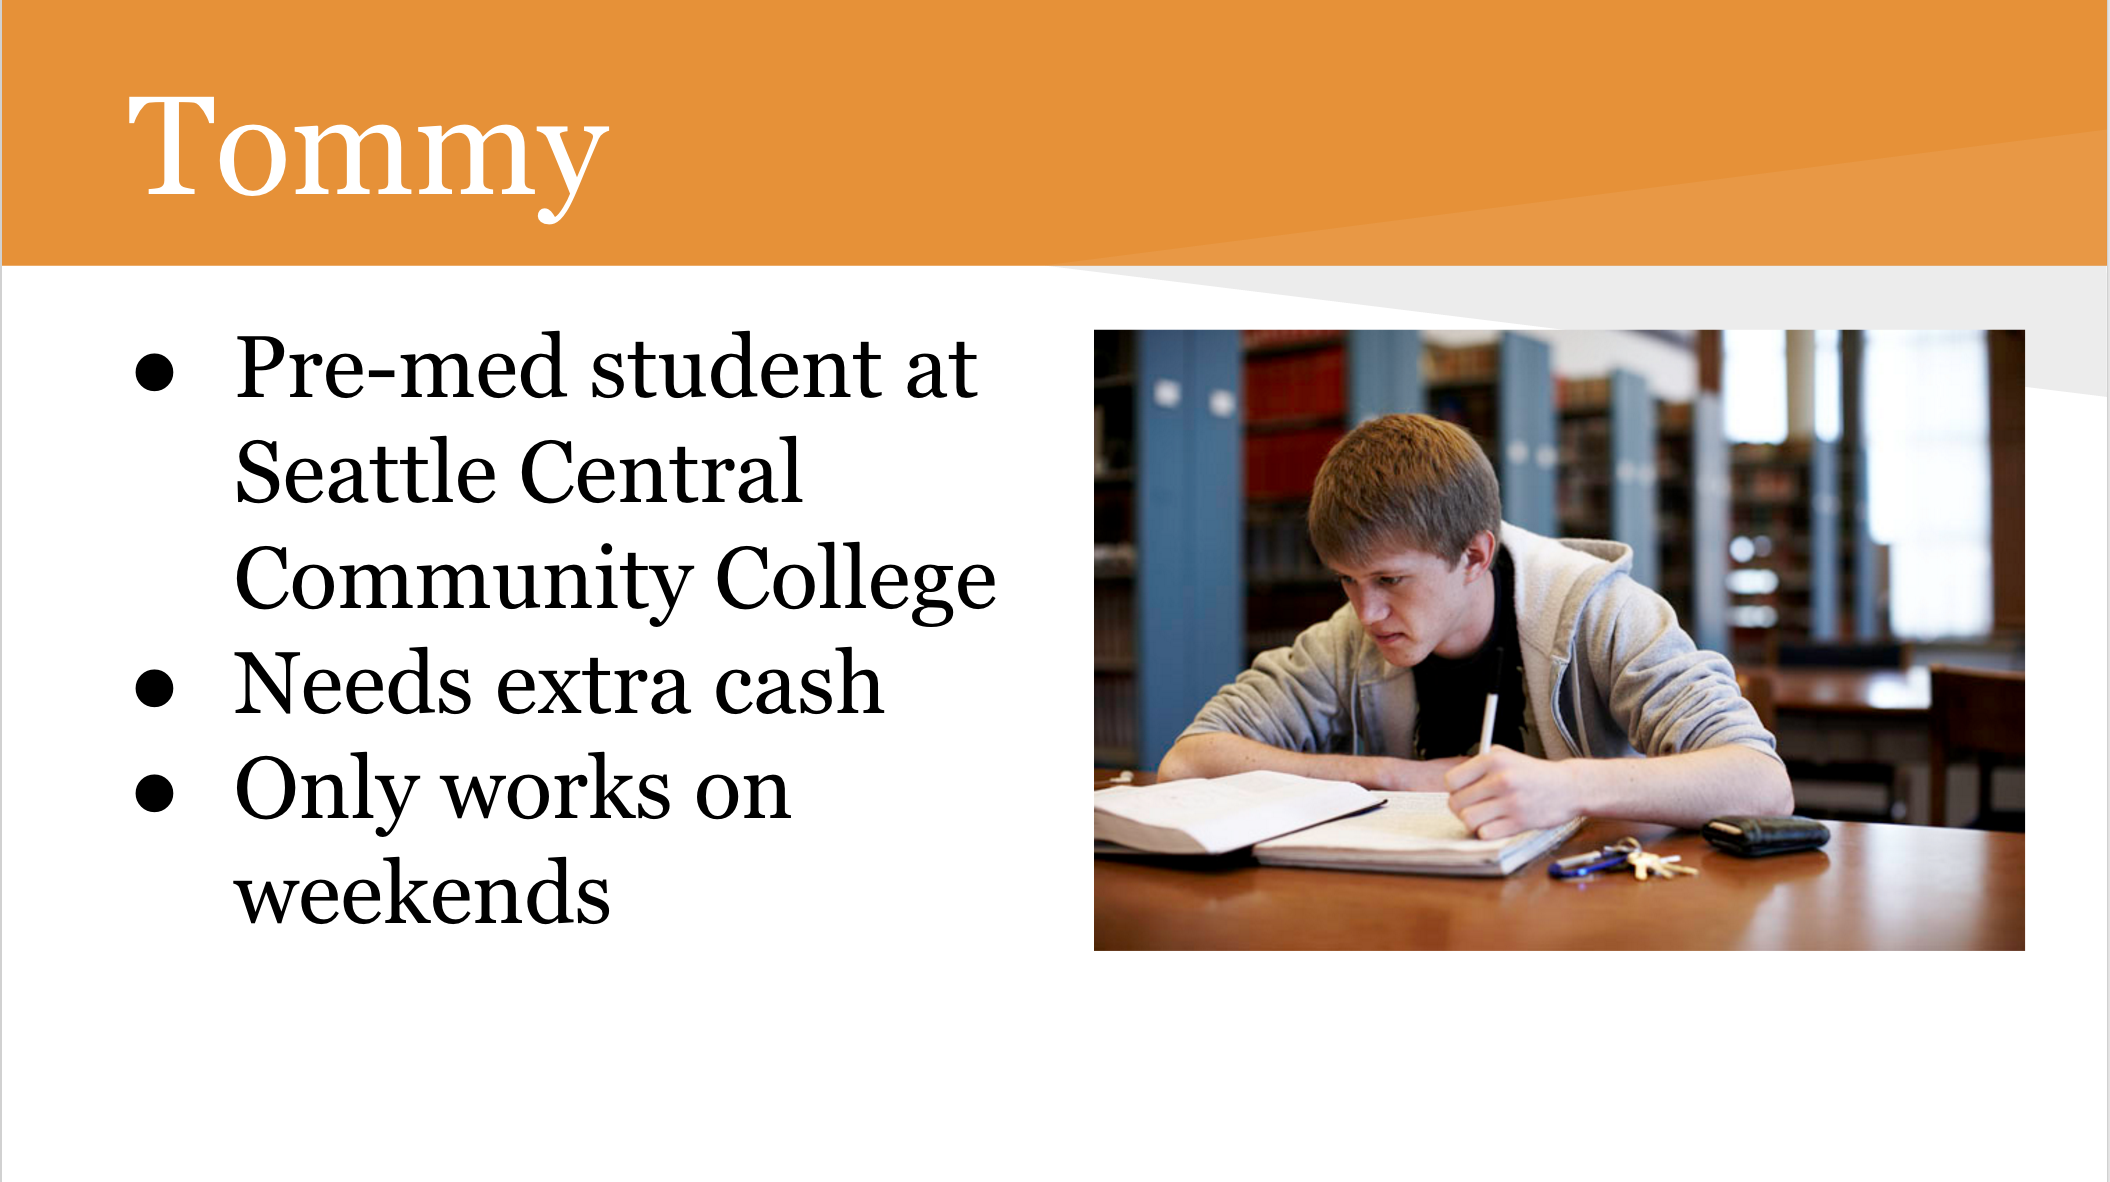 Tommy
● Pre-med student at
Seattle Central
Community College
● Needs extra cash
● Only works on
weekends